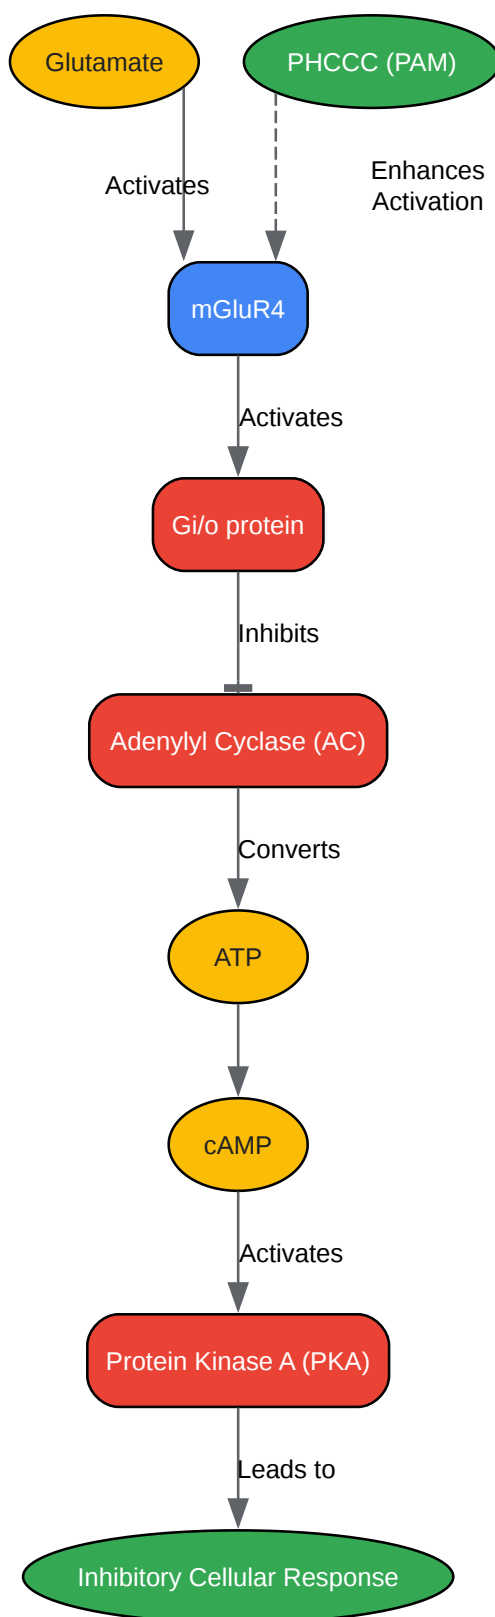 Glutamate
PHCCC (PAM)
Activates
Enhances
Activation
mGluR4
Activates
Gi/o protein
Inhibits
Adenylyl Cyclase (AC)
Converts
ATP
cAMP
Activates
Protein Kinase A (PKA)
Leads to
Inhibitory Cellular Response